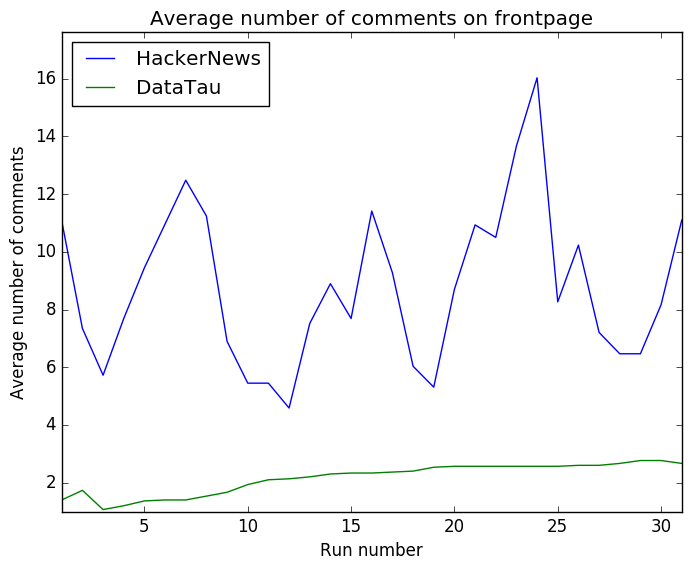 Average number of comments on frontpage
HackerNews
DataTau
Average number of comments
16
14
12
10
8
6
4
2
5 10 15 20 25 30
Run number